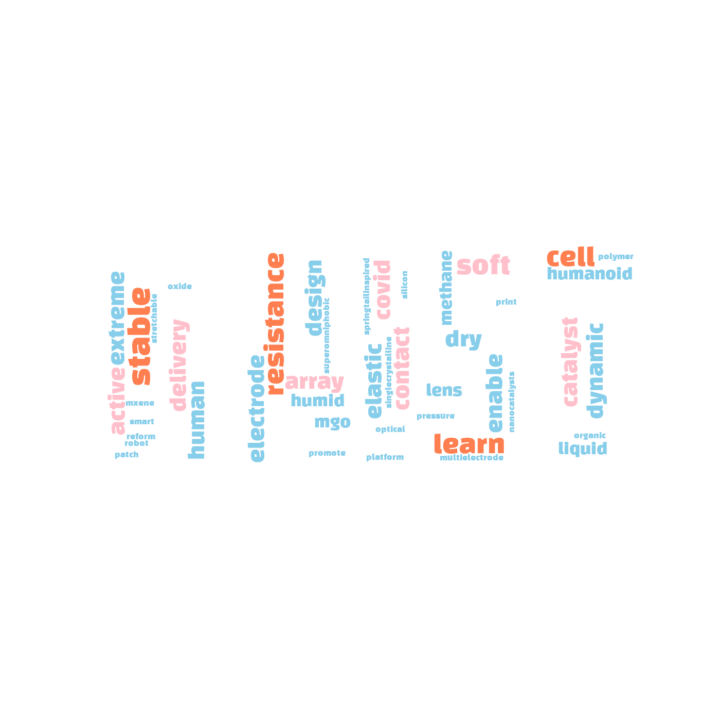 extreme
active
stable
stretchable
oxide
delivery
human
mxene
smart
reform
robot
patch
resistance
electrode
design
superomniphobic
array
humid
mgo
promote
springtailinspired
covid
silicon
elastic
singlecrystalline
contact
optical
platform
methane
soft
print
dry
lens
enable
nanocatalysts
pressure
learn
multielectrode
cell
polymer
humanoid
catalyst
dynamic
organic
liquid